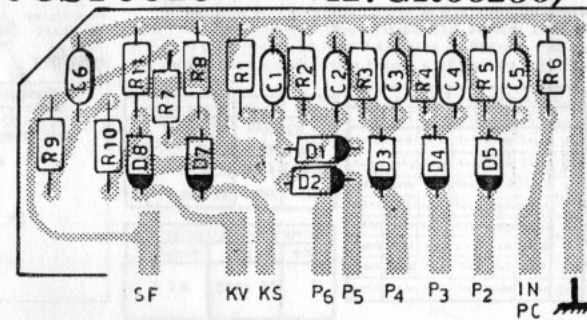 C6 R11 R7 R8 R1 C1 R2 C2 R3 C3 R4 C4 R5 C5 R6
R9 R10 D8 D7 D1 D3 D4 D5
D2
SF KV KS P6 P5 P4 P3 P2 IN
PC